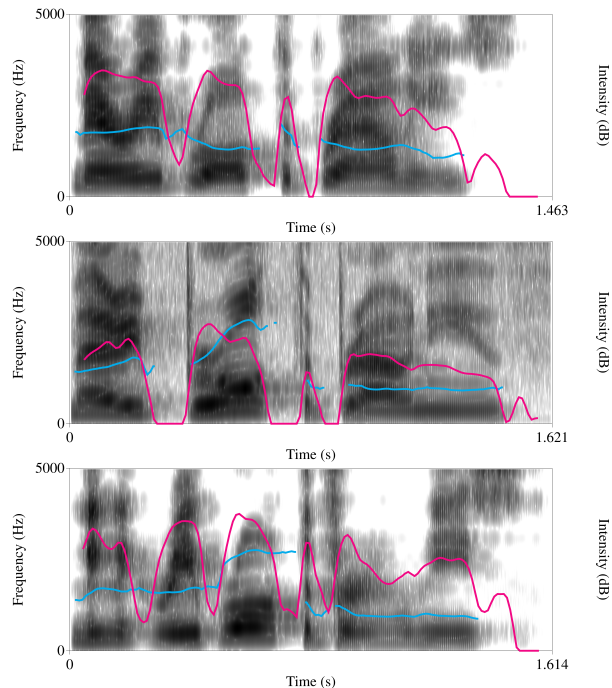 5000
Frequency (Hz)
Intensity (dB)
0
0
1.463
Time (s)
5000
Frequency (Hz)
Intensity (dB)
0
0
1.621
Time (s)
5000
Frequency (Hz)
Intensity (dB)
0
0
1.614
Time (s)